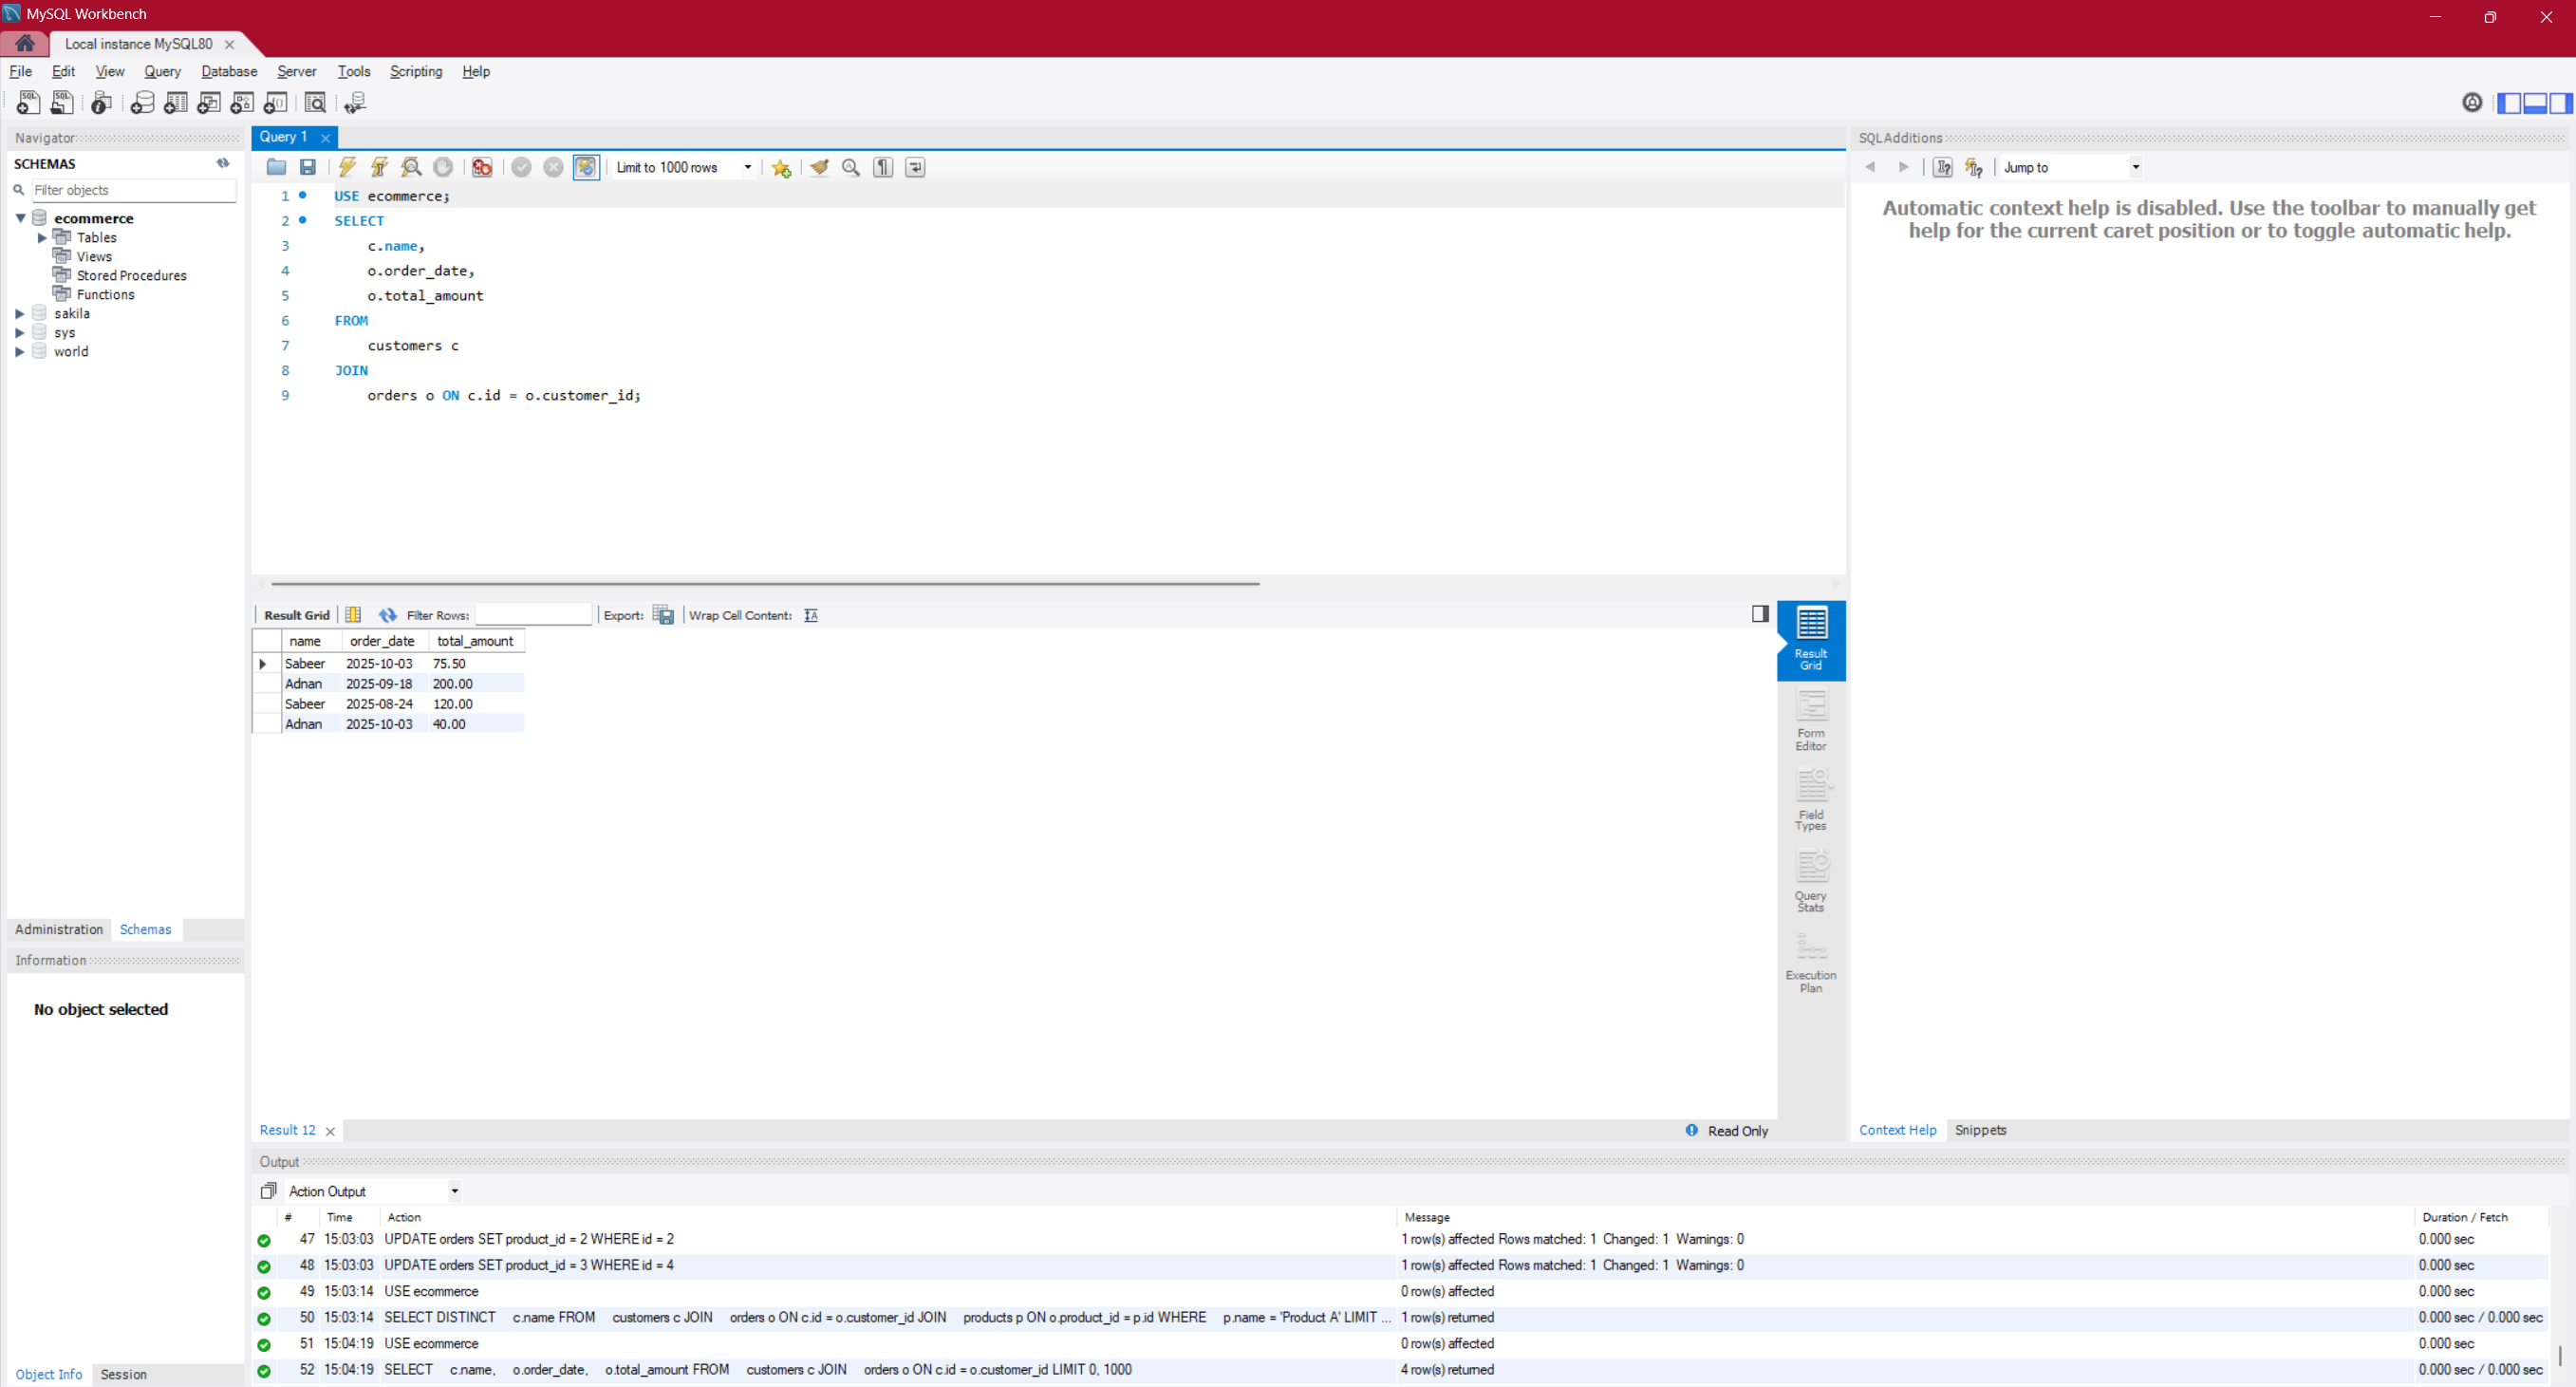 MySQL Workbench
Local instance MySQL80
File Edit View Query Database Server Tools Scripting Help
Navigator
SCHEMAS
Filter objects
ecommerce
Tables
Views
Stored Procedures
Functions
sakila
sys
world
Administration Schemas
Information
No object selected
Object Info Session
Query 1
Limit to 1000 rows
1 USE ecommerce;
2 SELECT
3 c.name,
4 o.order_date,
5 o.total_amount
6 FROM
7 customers c
8 JOIN
9 orders o ON c.id = o.customer_id;
Result Grid Filter Rows: Export: Wrap Cell Content:
name order_date total_amount
Sabeer 2025-10-03 75.50
Adnan 2025-09-18 200.00
Sabeer 2025-08-24 120.00
Adnan 2025-10-03 40.00
Result
Grid
Form
Editor
Field
Types
Query
Stats
Execution
Plan
Result 12
Read Only
SQLAdditions
Jump to
Automatic context help is disabled. Use the toolbar to manually get
help for the current caret position or to toggle automatic help.
Context Help Snippets
Output
Action Output
# Time Action Message Duration / Fetch
47 15:03:03 UPDATE orders SET product_id = 2 WHERE id = 2 1 row(s) affected Rows matched: 1 Changed: 1 Warnings: 0 0.000 sec
48 15:03:03 UPDATE orders SET product_id = 3 WHERE id = 4 1 row(s) affected Rows matched: 1 Changed: 1 Warnings: 0 0.000 sec
49 15:03:14 USE ecommerce 0 row(s) affected 0.000 sec
50 15:03:14 SELECT DISTINCT c.name FROM customers c JOIN orders o ON c.id = o.customer_id JOIN products p ON o.product_id = p.id WHERE p.name = 'Product A' LIMIT ... 1 row(s) returned 0.000 sec / 0.000 sec
51 15:04:19 USE ecommerce 0 row(s) affected 0.000 sec
52 15:04:19 SELECT c.name, o.order_date, o.total_amount FROM customers c JOIN orders o ON c.id = o.customer_id LIMIT 0, 1000 4 row(s) returned 0.000 sec / 0.000 sec